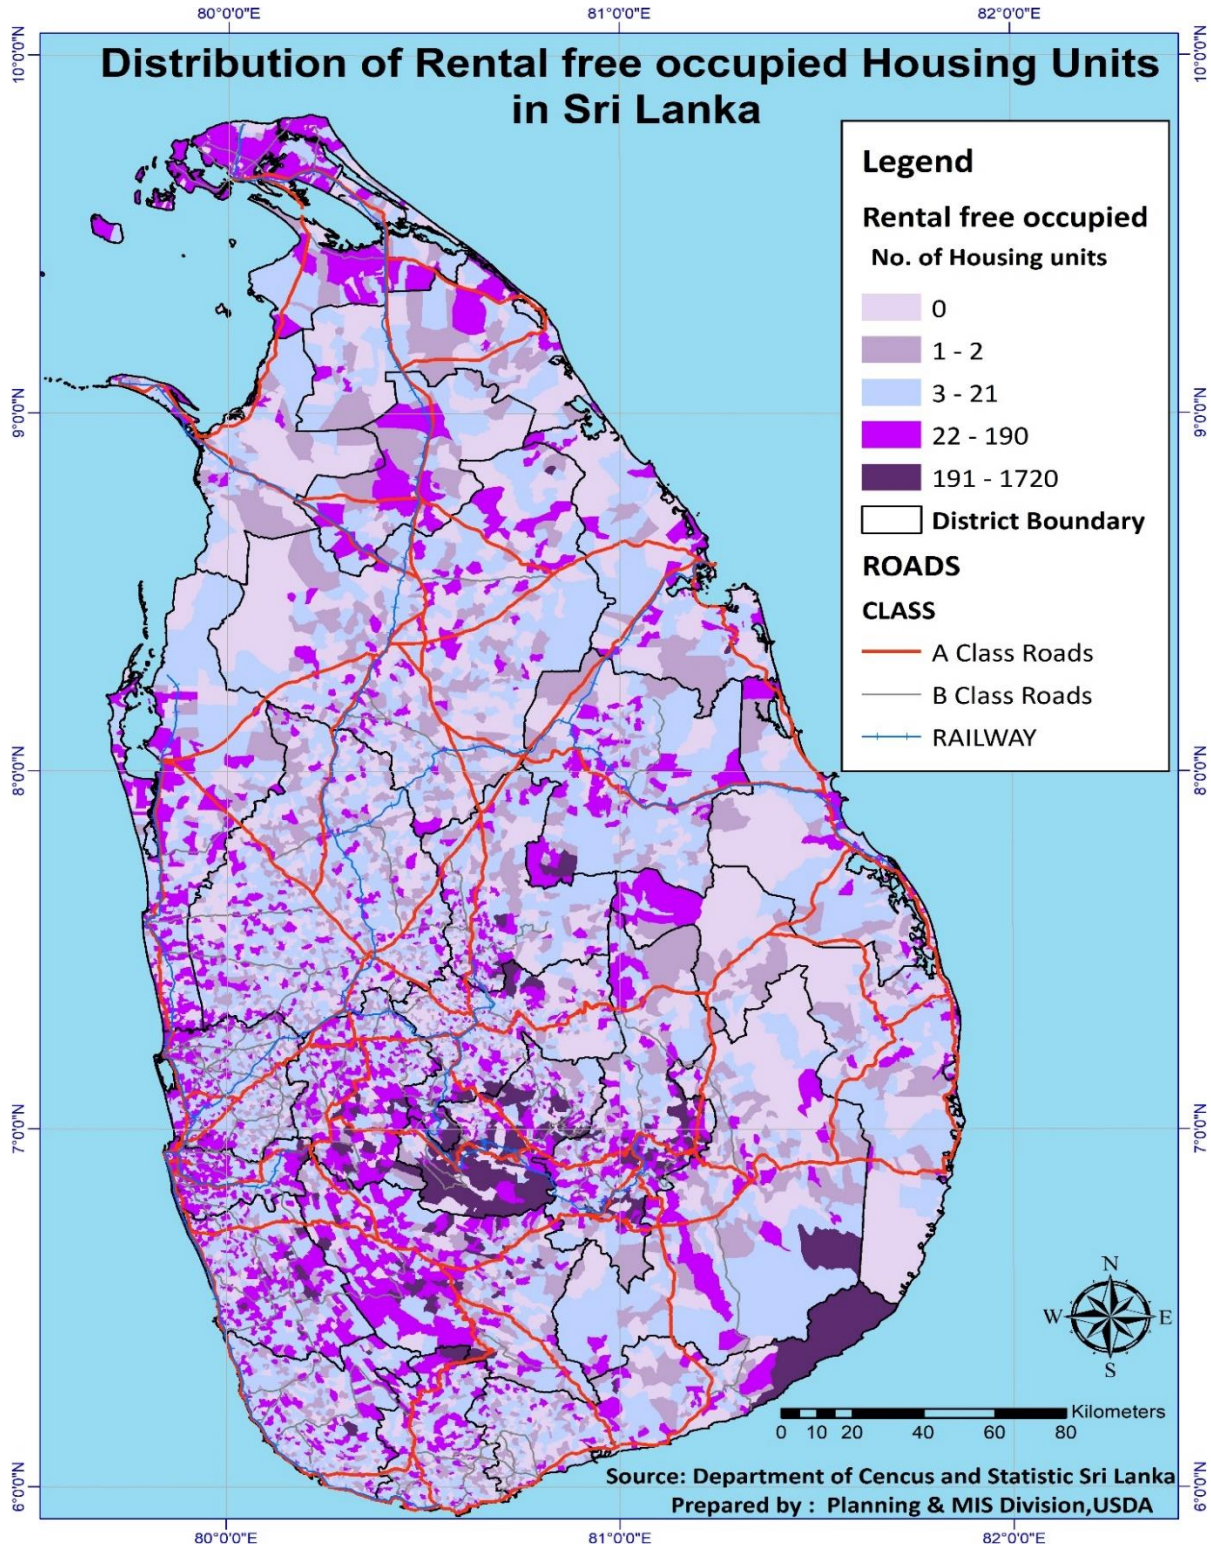 80°0'0"E
81°0'0"E
82°0'0"E
10°0'0"N
10°0'0"N
Distribution of Rental free occupied Housing Units
in Sri Lanka
Legend
Rental free occupied
No. of Housing units
0
1 - 2
3 - 21
22 - 190
191 - 1720
District Boundary
ROADS
CLASS
A Class Roads
B Class Roads
RAILWAY
9°0'0"N
9°0'0"N
8°0'0"N
8°0'0"N
7°0'0"N
7°0'0"N
N
W
E
S
Kilometers
0 10 20 40 60 80
Source: Department of Cencus and Statistic Sri Lanka
Prepared by : Planning & MIS Division,USDA
6°0'0"N
6°0'0"N
80°0'0"E
81°0'0"E
82°0'0"E